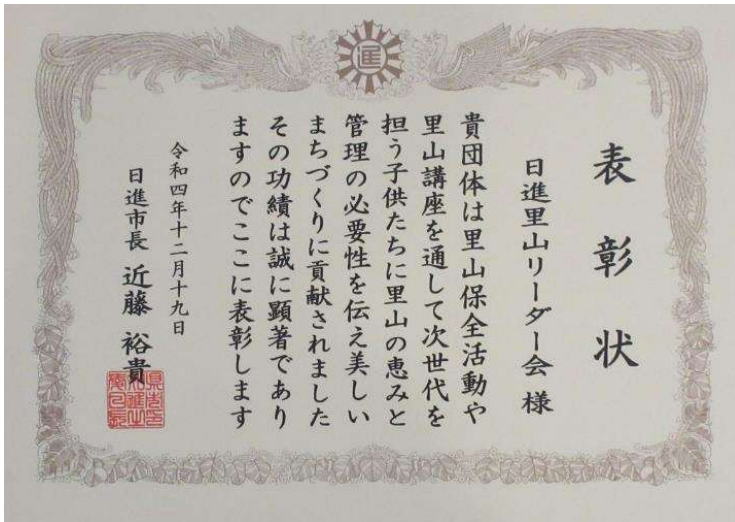 進
表彰状
日進里山リーダー会 様
貴団体は里山保全活動や
里山講座を通して次世代を
担う子供たちに里山の恵みと
管理の必要性を伝え美しい
まちづくりに貢献されました
その功績は誠に顕著であり
ますのでここに表彰します
令和四年十二月十九日
日進市長 近藤 裕貴